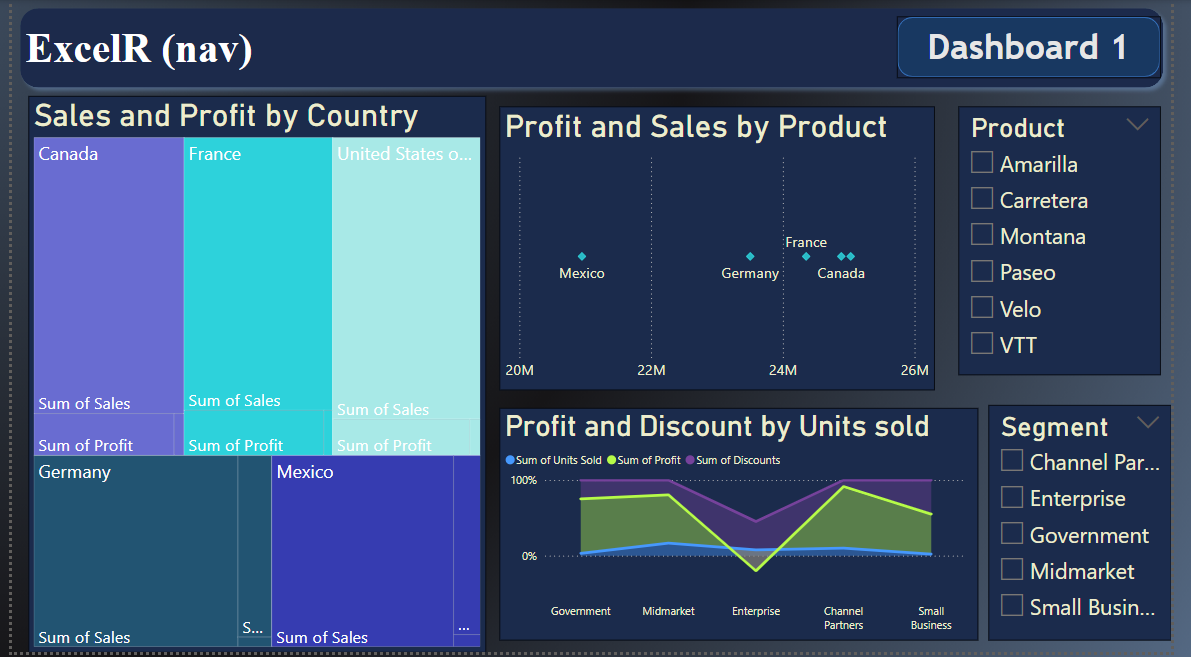 ExcelR (nav)
Dashboard 1
Sales and Profit by Country
Canada
France
United States o...
Sum of Sales
Sum of Sales
Sum of Sales
Sum of Profit
Sum of Profit
Sum of Profit
Germany
Mexico
Sum of Sales
S...
Sum of Sales
...
Profit and Sales by Product
France
Mexico
Germany
Canada
20M
22M
24M
26M
Product
Amarilla
Carretera
Montana
Paseo
Velo
VTT
Profit and Discount by Units sold
Sum of Units Sold
Sum of Profit
Sum of Discounts
100%
0%
Government
Midmarket
Enterprise
Channel
Partners
Small
Business
Segment
Channel Par...
Enterprise
Government
Midmarket
Small Busin...